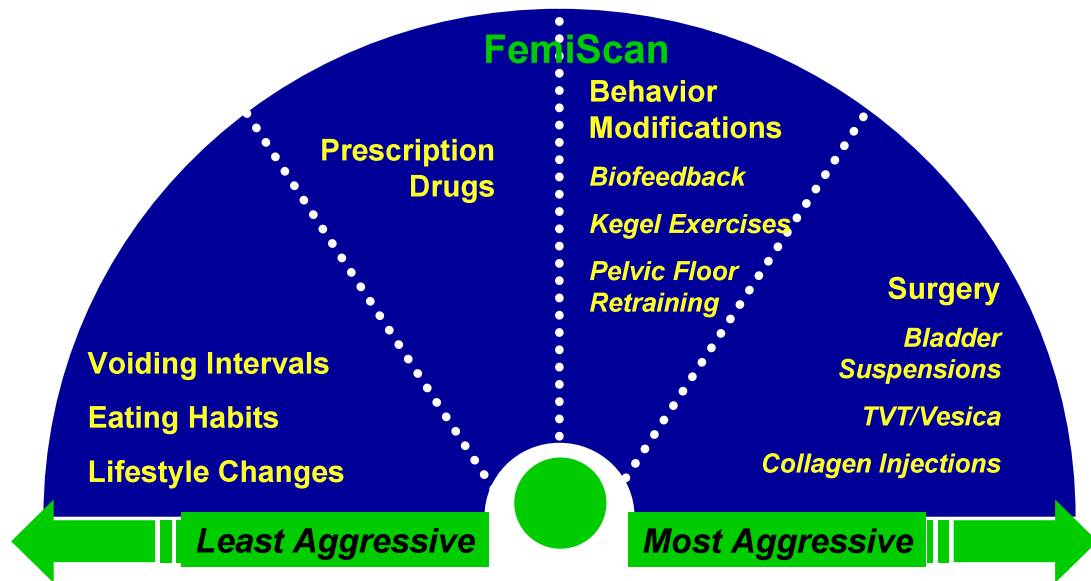 FemiScan
Prescription
Drugs
Behavior
Modifications
Biofeedback
Kegel Exercises
Pelvic Floor
Retraining
Voiding Intervals
Eating Habits
Lifestyle Changes
Surgery
Bladder
Suspensions
TVT/Vesica
Collagen Injections
Least Aggressive
Most Aggressive